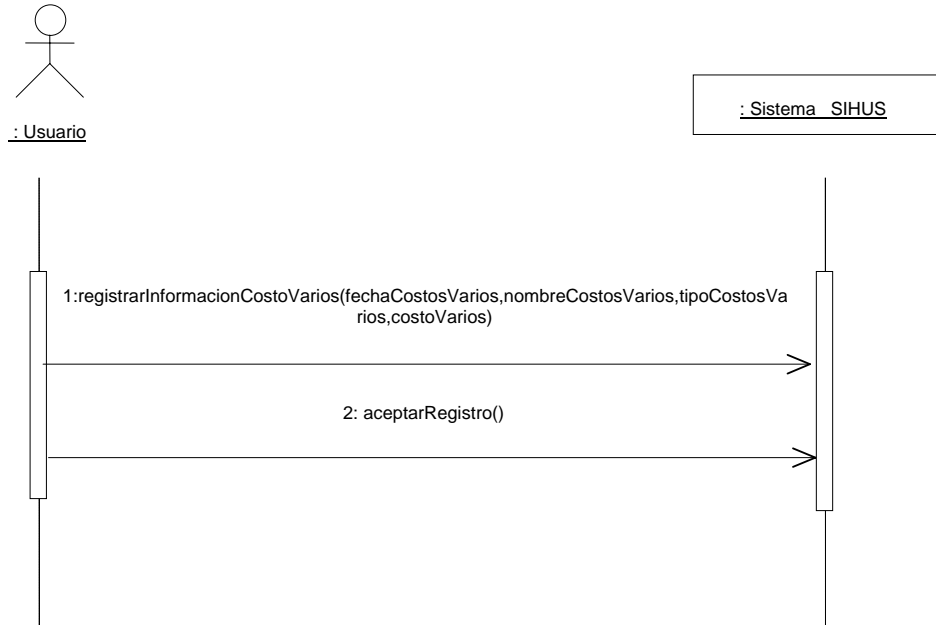 : Usuario
: Sistema SIHUS
1:registrarInformacionCostoVarios(fechaCostosVarios,nombreCostosVarios,tipoCostosVa
rios,costoVarios)
2: aceptarRegistro()